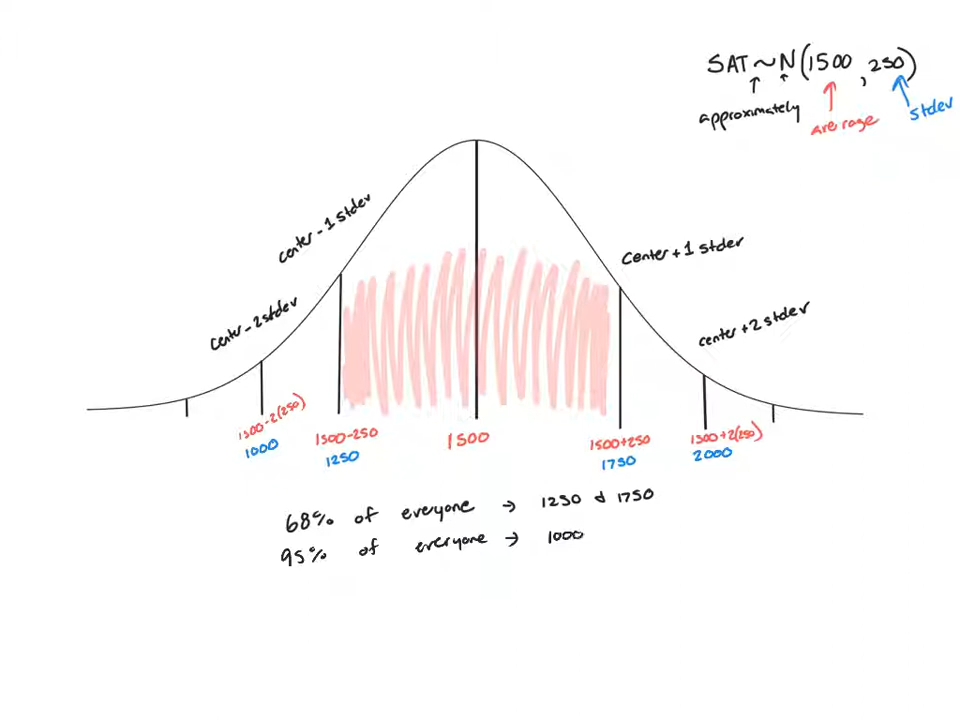 SAT ~ N(1500, 250)
approximately
average
stdev
center - 1 stdev
center + 1 stdev
center - 2 stdev
center + 2 stdev
1500-2(250)
1500-250
1500
1500+250
1500+2(250)
1000
1250
1750
2000
68% of everyone → 1250 & 1750
95% of everyone → 1000